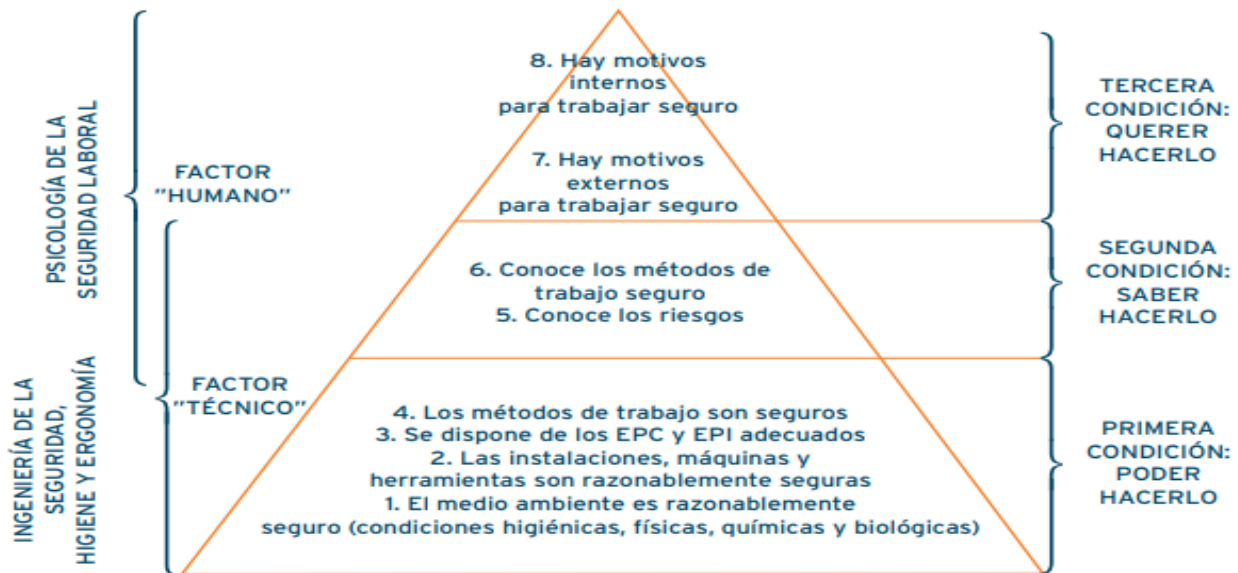 PSICOLOGÍA DE LA
SEGURIDAD LABORAL
INGENIERÍA DE LA
SEGURIDAD,
HIGIENE Y ERGONOMÍA
FACTOR
"HUMANO"
FACTOR
"TÉCNICO"
8. Hay motivos
internos
para trabajar seguro
7. Hay motivos
externos
para trabajar seguro
6. Conoce los métodos de
trabajo seguro
5. Conoce los riesgos
4. Los métodos de trabajo son seguros
3. Se dispone de los EPC y EPI adecuados
2. Las instalaciones, máquinas y
herramientas son razonablemente seguras
1. El medio ambiente es razonablemente
seguro (condiciones higiénicas, físicas, químicas y biológicas)
TERCERA
CONDICIÓN:
QUERER
HACERLO
SEGUNDA
CONDICIÓN:
SABER
HACERLO
PRIMERA
CONDICIÓN:
PODER
HACERLO